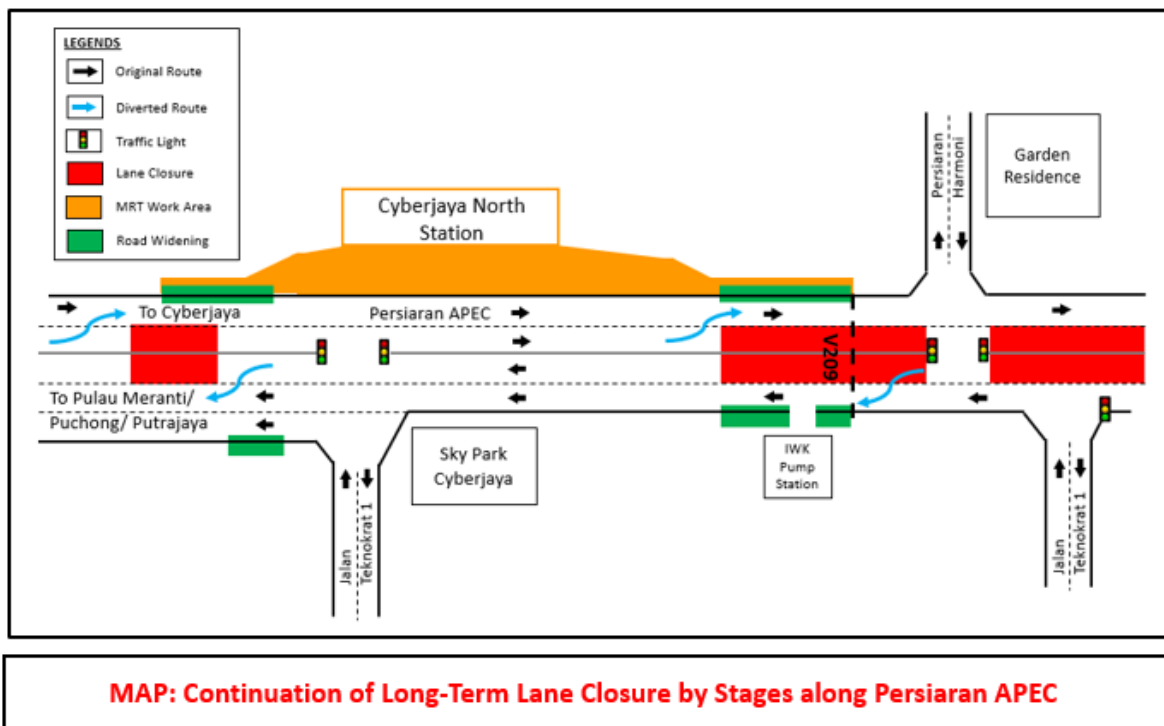 LEGENDS
Original Route
Diverted Route
Traffic Light
Lane Closure
MRT Work Area
Road Widening
Cyberjaya North
Station
Persiaran
Harmoni
Garden
Residence
To Cyberjaya
Persiaran APEC
V209
To Pulau Meranti/
Puchong/ Putrajaya
Sky Park
Cyberjaya
IWK
Pump
Station
Jalan
Teknokrat 1
Jalan
Teknokrat 1
MAP: Continuation of Long-Term Lane Closure by Stages along Persiaran APEC